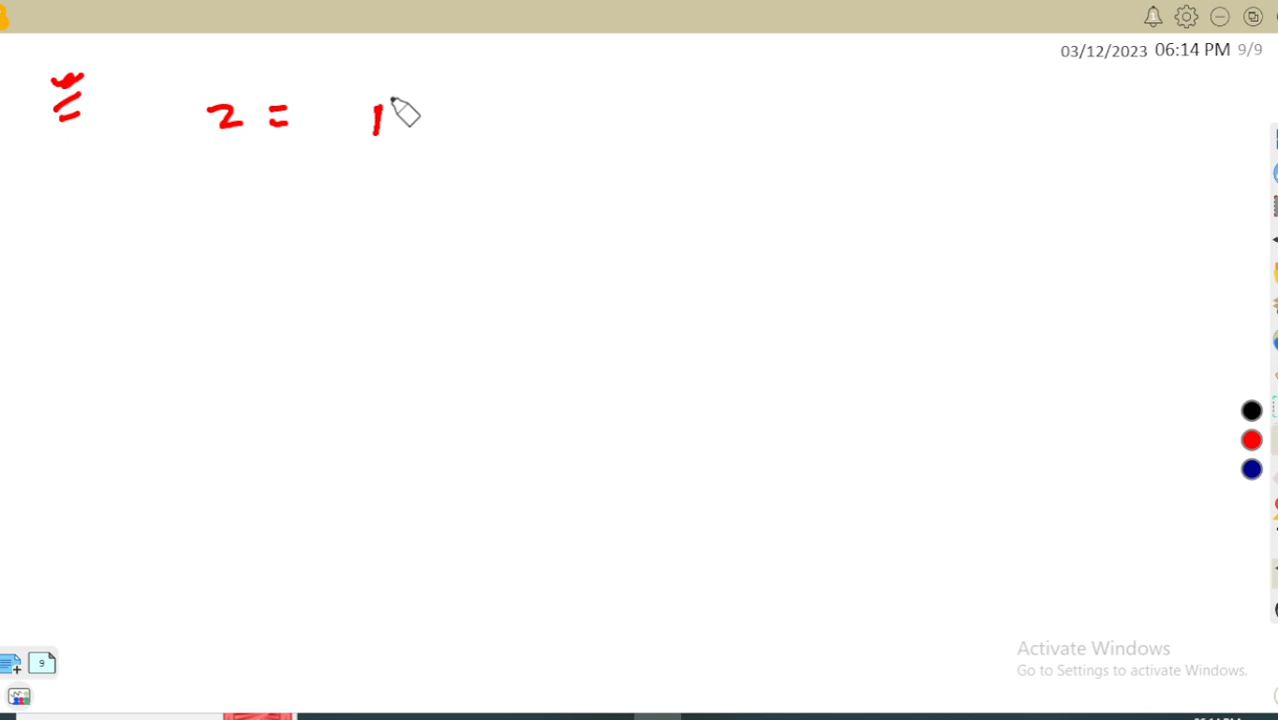 03/12/2023 06:14 PM 9/9
2 = 1
9
Activate Windows
Go to Settings to activate Windows.